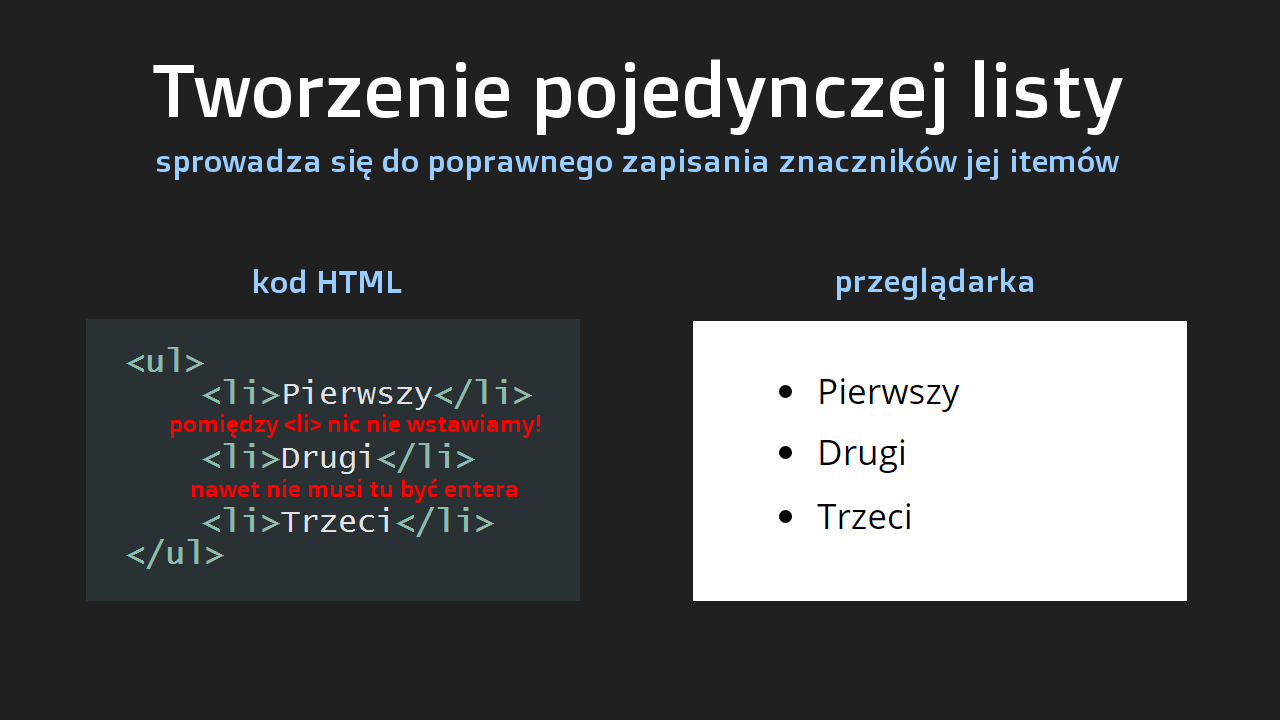 Tworzenie pojedynczej listy
sprowadza się do poprawnego zapisania znaczników jej itemów
kod HTML
<ul>
<li>Pierwszy</li>
pomiędzy <li> nic nie wstawiamy!
<li>Drugi</li>
nawet nie musi tu być entera
<li>Trzeci</li>
</ul>
przeglądarka
Pierwszy
Drugi
Trzeci